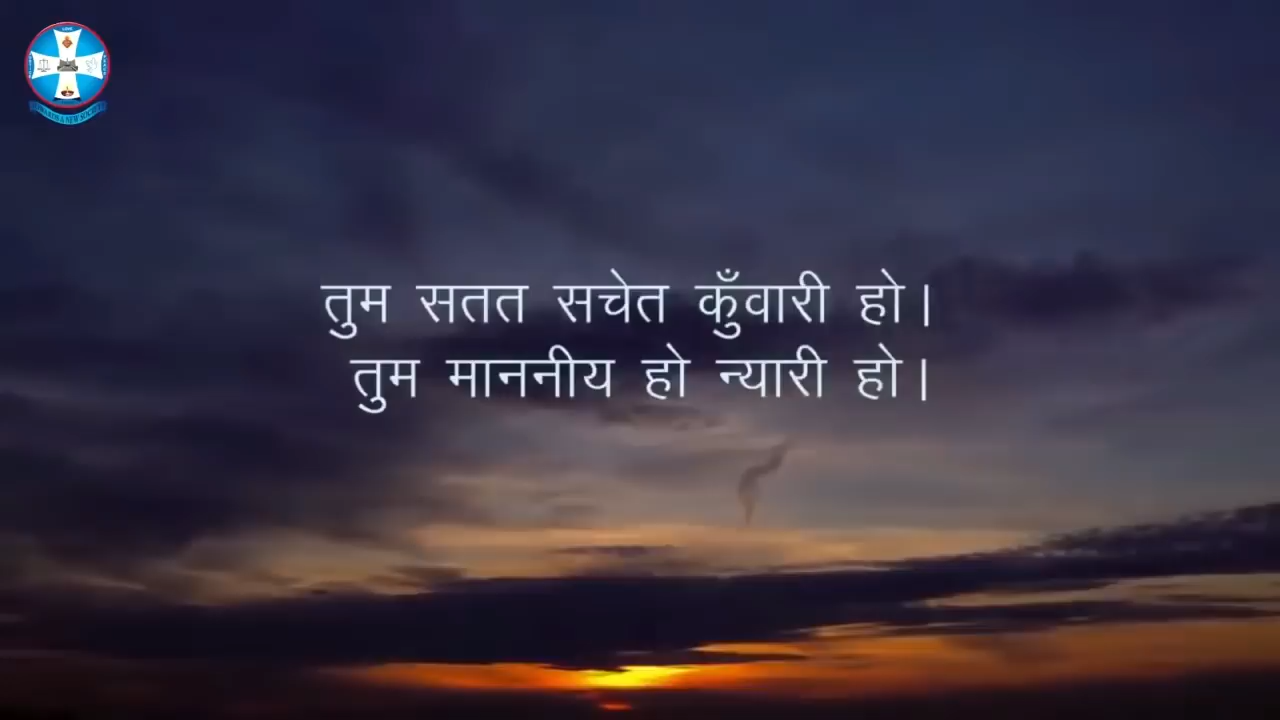 तुम सतत सचेत कुँवारी हो।
तुम माननीय हो न्यारी हो।